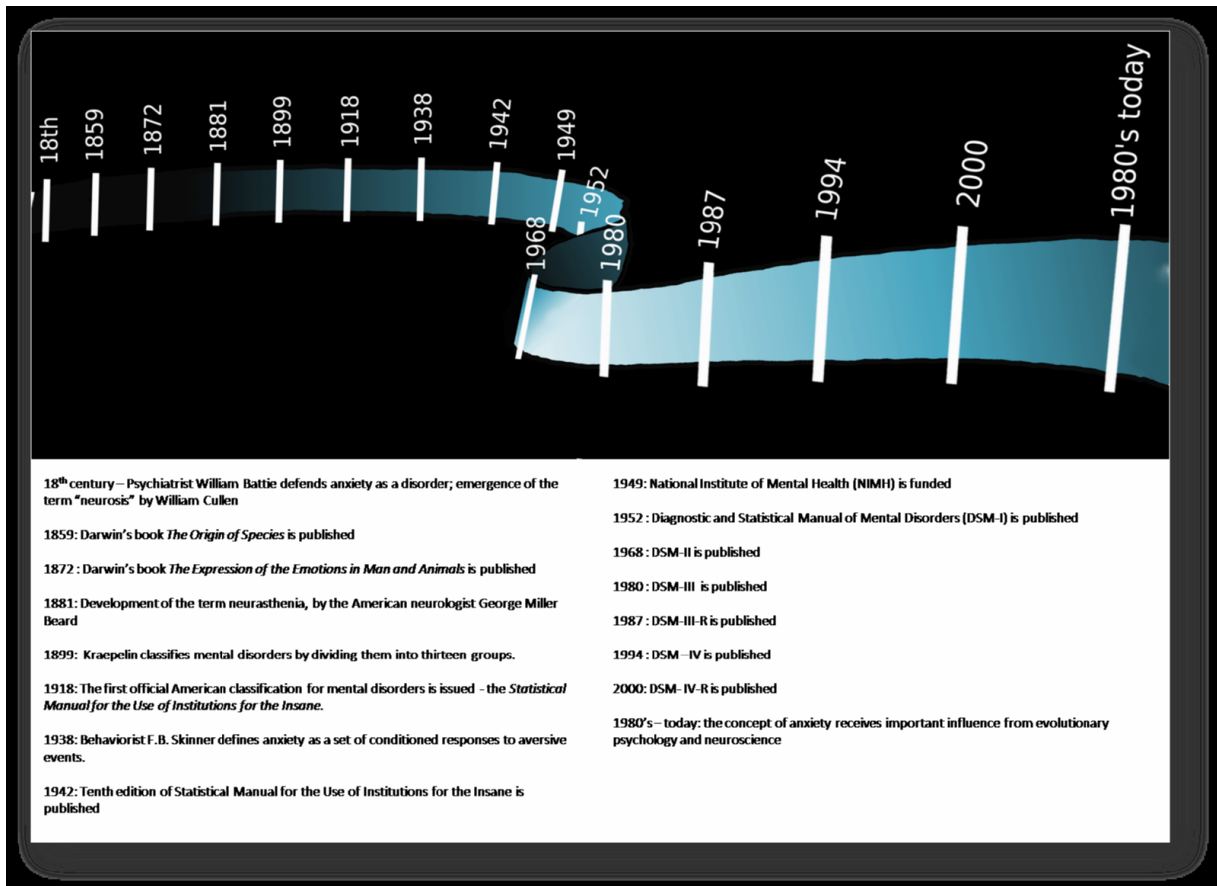 18th
1859
1872
1881
1899
1918
1938
1942
1949
1952
1968
1980
1987
1994
2000
1980's today
18th century – Psychiatrist William Battie defends anxiety as a disorder; emergence of the
term “neurosis” by William Cullen
1859: Darwin’s book The Origin of Species is published
1872 : Darwin’s book The Expression of the Emotions in Man and Animals is published
1881: Development of the term neurasthenia, by the American neurologist George Miller
Beard
1899: Kraepelin classifies mental disorders by dividing them into thirteen groups.
1918: The first official American classification for mental disorders is issued - the Statistical
Manual for the Use of Institutions for the Insane.
1938: Behaviorist F.B. Skinner defines anxiety as a set of conditioned responses to aversive
events.
1942: Tenth edition of Statistical Manual for the Use of Institutions for the Insane is
published
1949: National Institute of Mental Health (NIMH) is funded
1952 : Diagnostic and Statistical Manual of Mental Disorders (DSM-I) is published
1968 : DSM-II is published
1980 : DSM-III is published
1987 : DSM-III-R is published
1994 : DSM –IV is published
2000: DSM- IV-R is published
1980’s – today: the concept of anxiety receives important influence from evolutionary
psychology and neuroscience